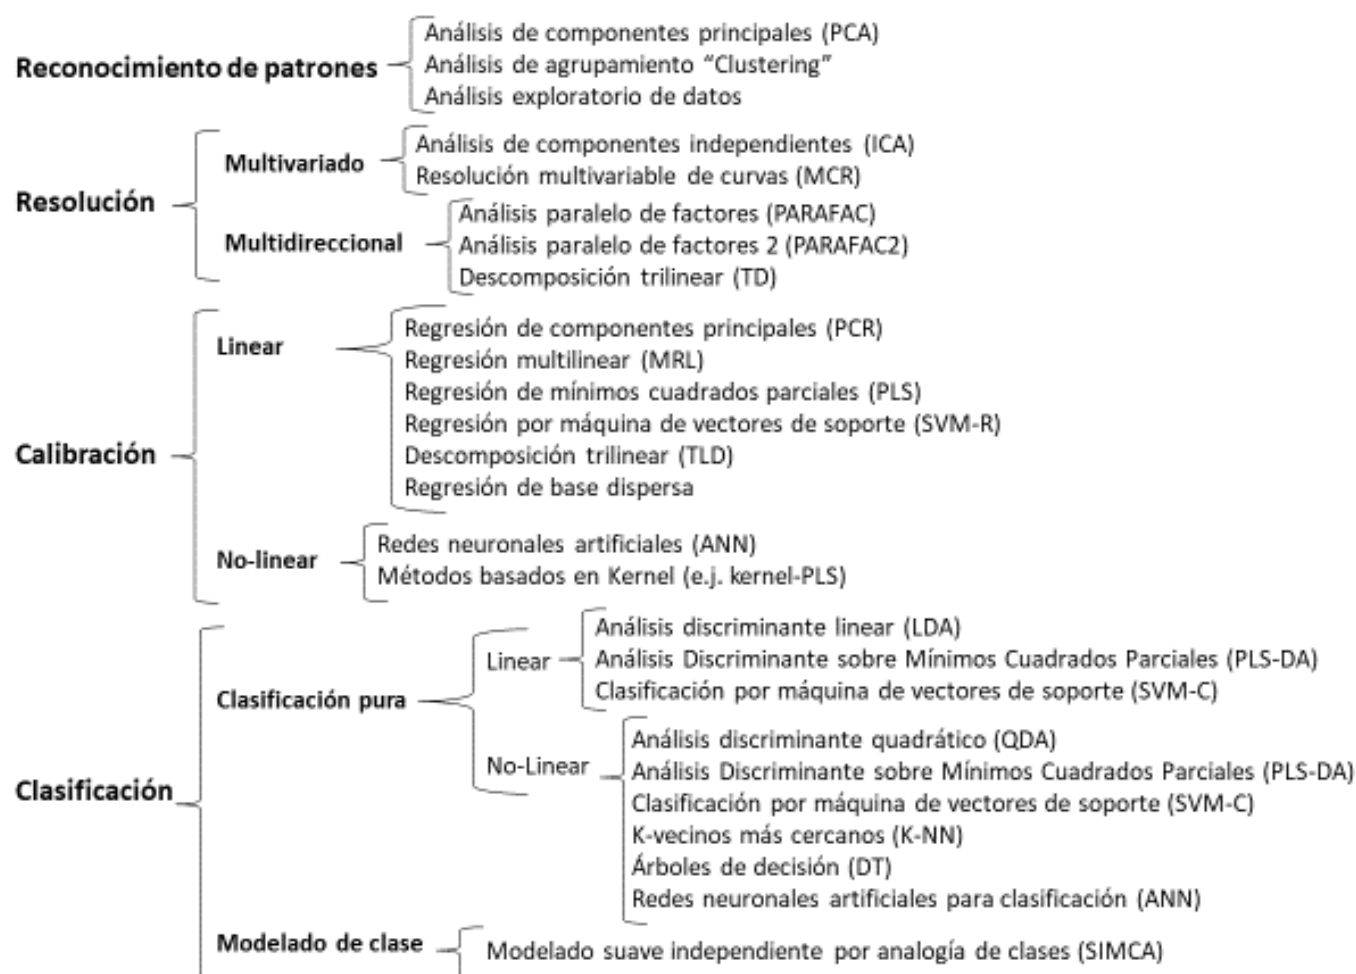 Reconocimiento de patrones
Análisis de componentes principales (PCA)
Análisis de agrupamiento “Clustering”
Análisis exploratorio de datos
Resolución
Multivariado
Análisis de componentes independientes (ICA)
Resolución multivariable de curvas (MCR)
Multidireccional
Análisis paralelo de factores (PARAFAC)
Análisis paralelo de factores 2 (PARAFAC2)
Descomposición trilinear (TD)
Calibración
Linear
Regresión de componentes principales (PCR)
Regresión multilinear (MRL)
Regresión de mínimos cuadrados parciales (PLS)
Regresión por máquina de vectores de soporte (SVM-R)
Descomposición trilinear (TLD)
Regresión de base dispersa
No-linear
Redes neuronales artificiales (ANN)
Métodos basados en Kernel (e.j. kernel-PLS)
Clasificación
Clasificación pura
Linear
Análisis discriminante linear (LDA)
Análisis Discriminante sobre Mínimos Cuadrados Parciales (PLS-DA)
Clasificación por máquina de vectores de soporte (SVM-C)
No-Linear
Análisis discriminante quadrático (QDA)
Análisis Discriminante sobre Mínimos Cuadrados Parciales (PLS-DA)
Clasificación por máquina de vectores de soporte (SVM-C)
K-vecinos más cercanos (K-NN)
Árboles de decisión (DT)
Redes neuronales artificiales para clasificación (ANN)
Modelado de clase
Modelado suave independiente por analogía de clases (SIMCA)